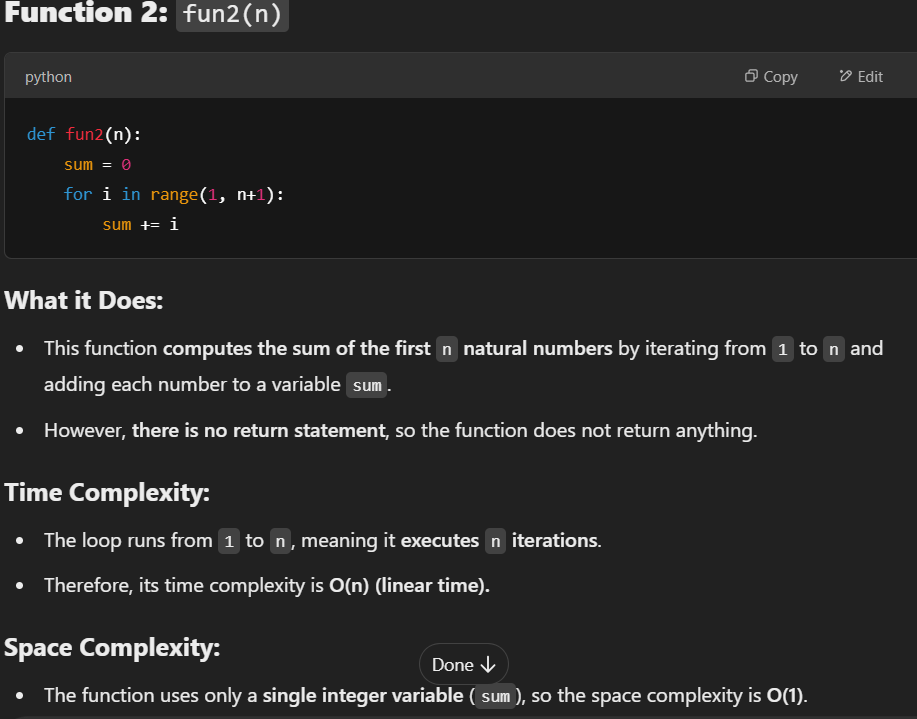 Function 2: fun2(n)
python Copy Edit
def fun2(n):
    sum = 0
    for i in range(1, n+1):
        sum += i
What it Does:
• This function computes the sum of the first n natural numbers by iterating from 1 to n and
adding each number to a variable sum.
• However, there is no return statement, so the function does not return anything.
Time Complexity:
• The loop runs from 1 to n, meaning it executes n iterations.
• Therefore, its time complexity is O(n) (linear time).
Space Complexity:
Done ↓
• The function uses only a single integer variable (sum), so the space complexity is O(1).